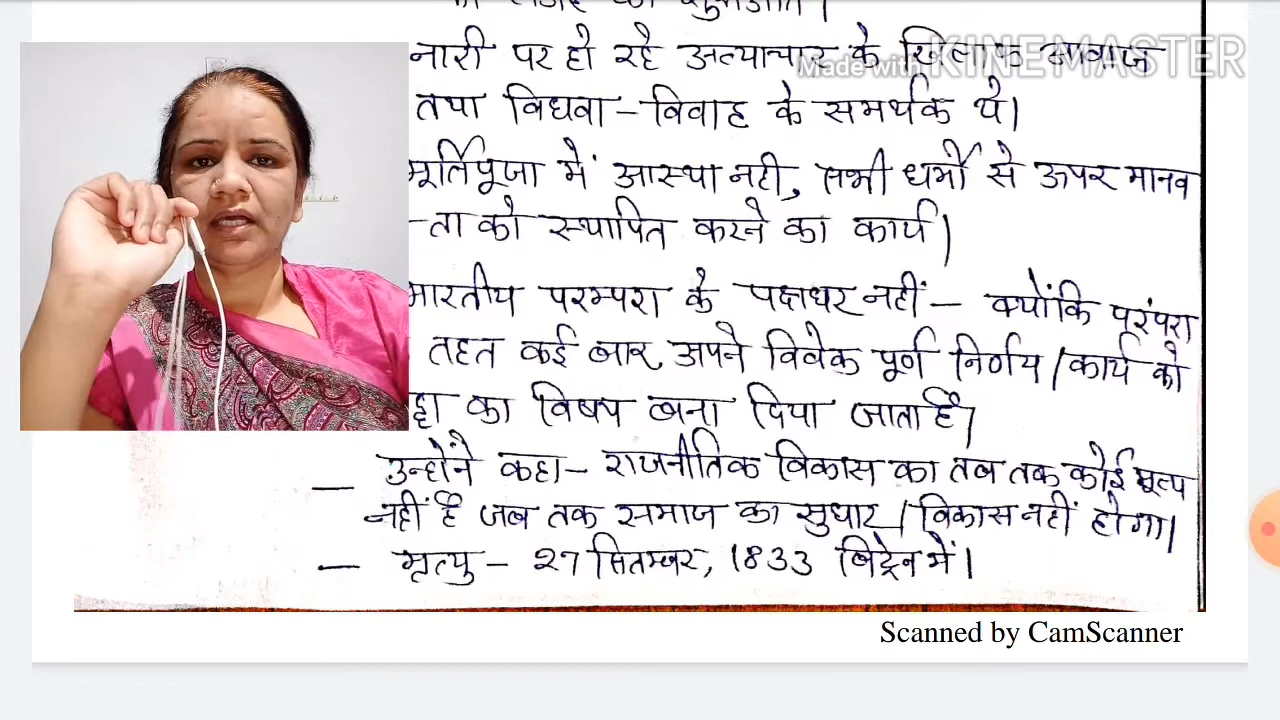 नारी पर हो रहे अत्याचार के खिलाफ आवाज
Made with KINEMASTER
तथा विधवा – विवाह के समर्थक थे।
मूर्तिपूजा में आस्था नही, सभी धर्मों से ऊपर मानव
– ता को स्थापित करने का कार्य।
भारतीय परम्परा के पक्षधर नहीं – क्योंकि परंपरा
तहत कई बार अपने विवेक पूर्ण निर्णय / कार्य को
का विषय बना दिया जाता है।
– उन्होंने कहा – राजनैतिक विकास का तब तक कोई मूल्य
नहीं है जब तक समाज का सुधार / विकास नहीं होगा।
– मृत्यु – 27 सितम्बर, 1833 ब्रिट्रेन में।
Scanned by CamScanner